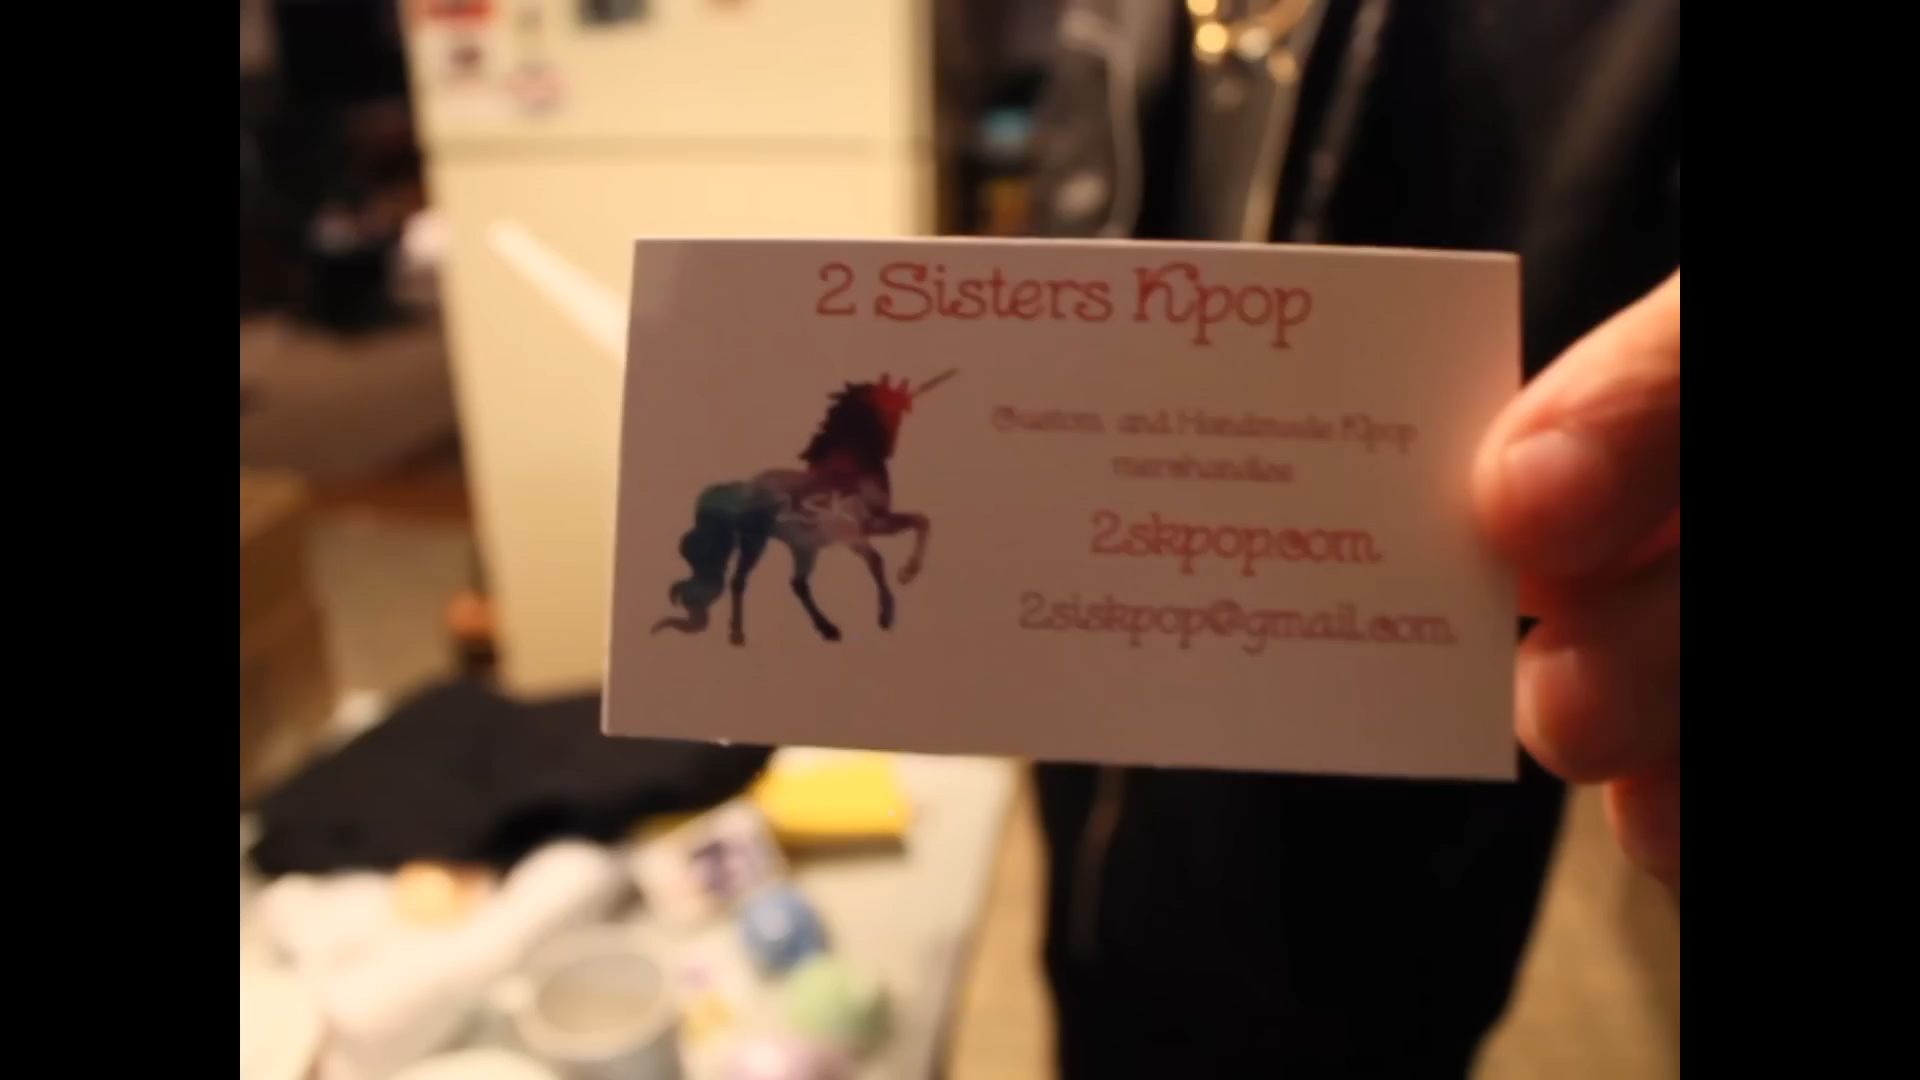 2 Sisters Kpop
Custom and Handmade Kpop
merchandise
2skpop.com
2siskpop@gmail.com